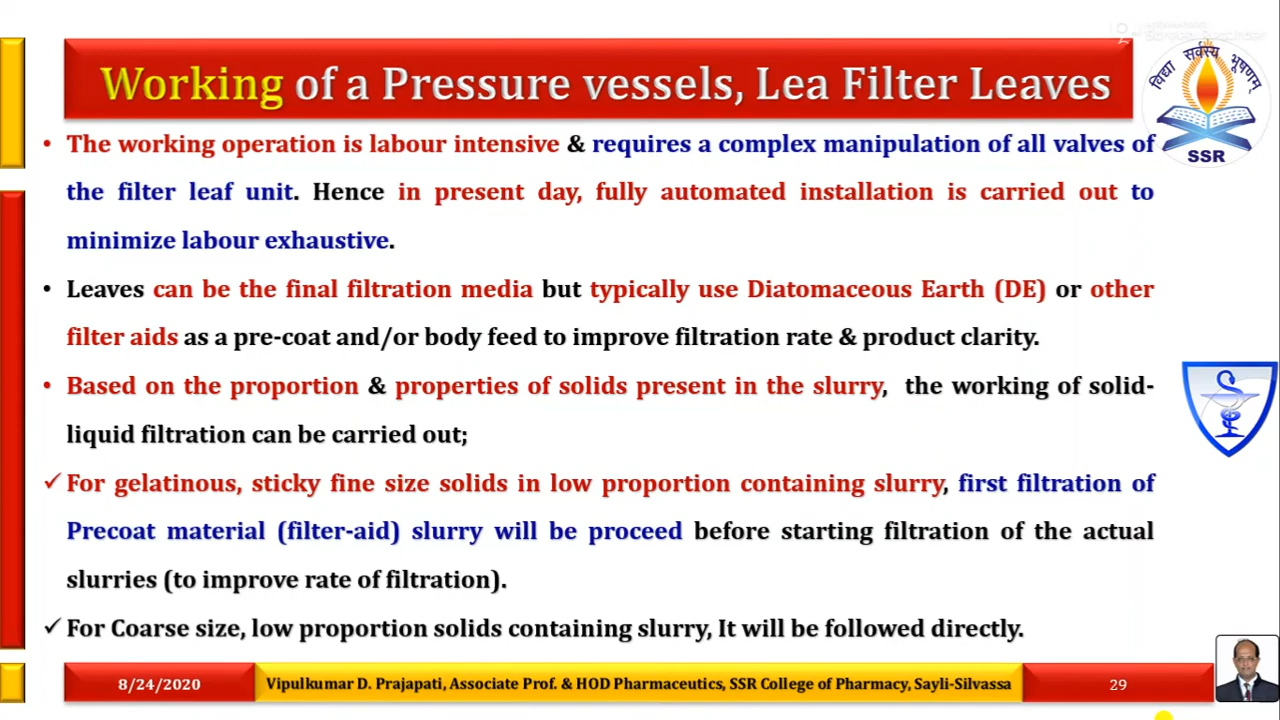 Working of a Pressure vessels, Lea Filter Leaves
विद्या सर्वस्य भूषणम्
SSR
• The working operation is labour intensive & requires a complex manipulation of all valves of
the filter leaf unit. Hence in present day, fully automated installation is carried out to
minimize labour exhaustive.
• Leaves can be the final filtration media but typically use Diatomaceous Earth (DE) or other
filter aids as a pre-coat and/or body feed to improve filtration rate & product clarity.
• Based on the proportion & properties of solids present in the slurry, the working of solid-
liquid filtration can be carried out;
✓ For gelatinous, sticky fine size solids in low proportion containing slurry, first filtration of
Precoat material (filter-aid) slurry will be proceed before starting filtration of the actual
slurries (to improve rate of filtration).
✓ For Coarse size, low proportion solids containing slurry, It will be followed directly.
8/24/2020
Vipulkumar D. Prajapati, Associate Prof. & HOD Pharmaceutics, SSR College of Pharmacy, Sayli-Silvassa
29